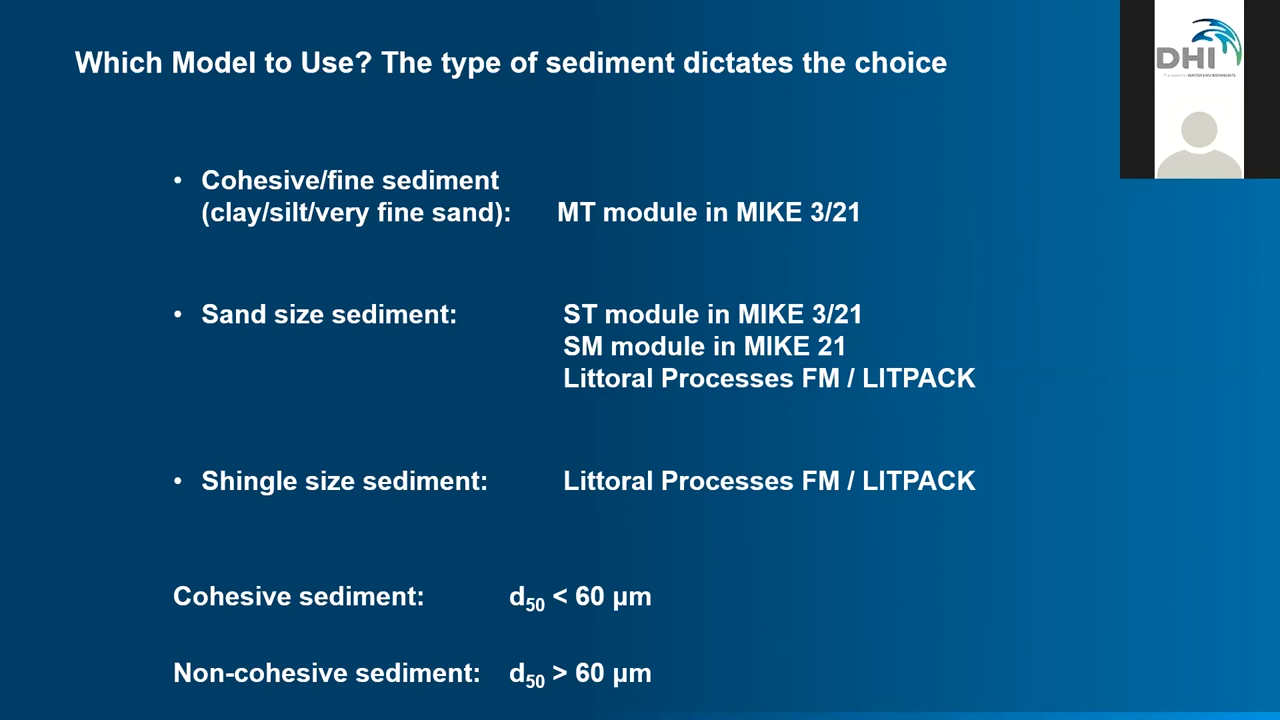 Which Model to Use? The type of sediment dictates the choice
DHI
• Cohesive/fine sediment
(clay/silt/very fine sand): MT module in MIKE 3/21
• Sand size sediment: ST module in MIKE 3/21
SM module in MIKE 21
Littoral Processes FM / LITPACK
• Shingle size sediment: Littoral Processes FM / LITPACK
Cohesive sediment: d50 < 60 µm
Non-cohesive sediment: d50 > 60 µm